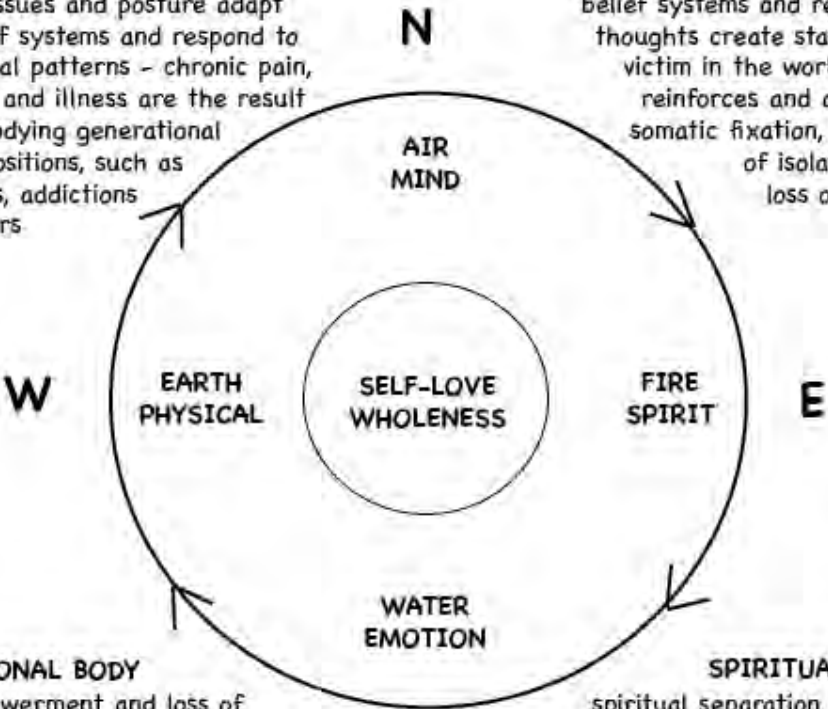 ssues and posture adapt
f systems and respond to
al patterns - chronic pain,
and illness are the result
dying generational
ositions, such as
s, addictions
rs
N
belief systems and re
thoughts create sta
victim in the wor
reinforces and
somatic fixation,
of isola
loss
AIR
MIND
W
EARTH
PHYSICAL
SELF-LOVE
WHOLENESS
FIRE
SPIRIT
E
WATER
EMOTION
ONAL BODY
werment and loss of
SPIRITUA
spiritual separation